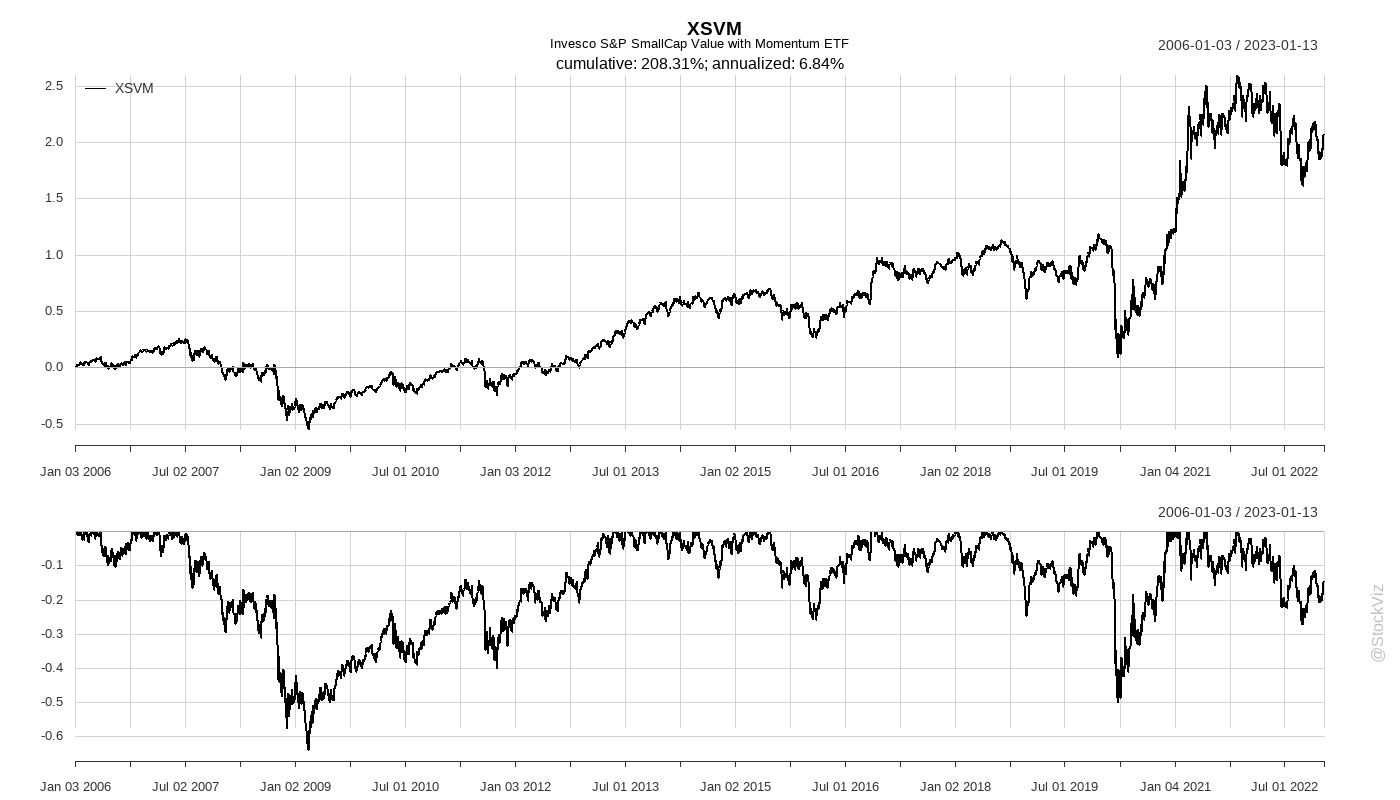 XSVM
Invesco S&P SmallCap Value with Momentum ETF
cumulative: 208.31%; annualized: 6.84%
2006-01-03 / 2023-01-13
XSVM
2.5
2.0
1.5
1.0
0.5
0.0
-0.5
Jan 03 2006 Jul 02 2007 Jan 02 2009 Jul 01 2010 Jan 03 2012 Jul 01 2013 Jan 02 2015 Jul 01 2016 Jan 02 2018 Jul 01 2019 Jan 04 2021 Jul 01 2022
2006-01-03 / 2023-01-13
-0.1
-0.2
-0.3
-0.4
-0.5
-0.6
Jan 03 2006 Jul 02 2007 Jan 02 2009 Jul 01 2010 Jan 03 2012 Jul 01 2013 Jan 02 2015 Jul 01 2016 Jan 02 2018 Jul 01 2019 Jan 04 2021 Jul 01 2022
@StockViz